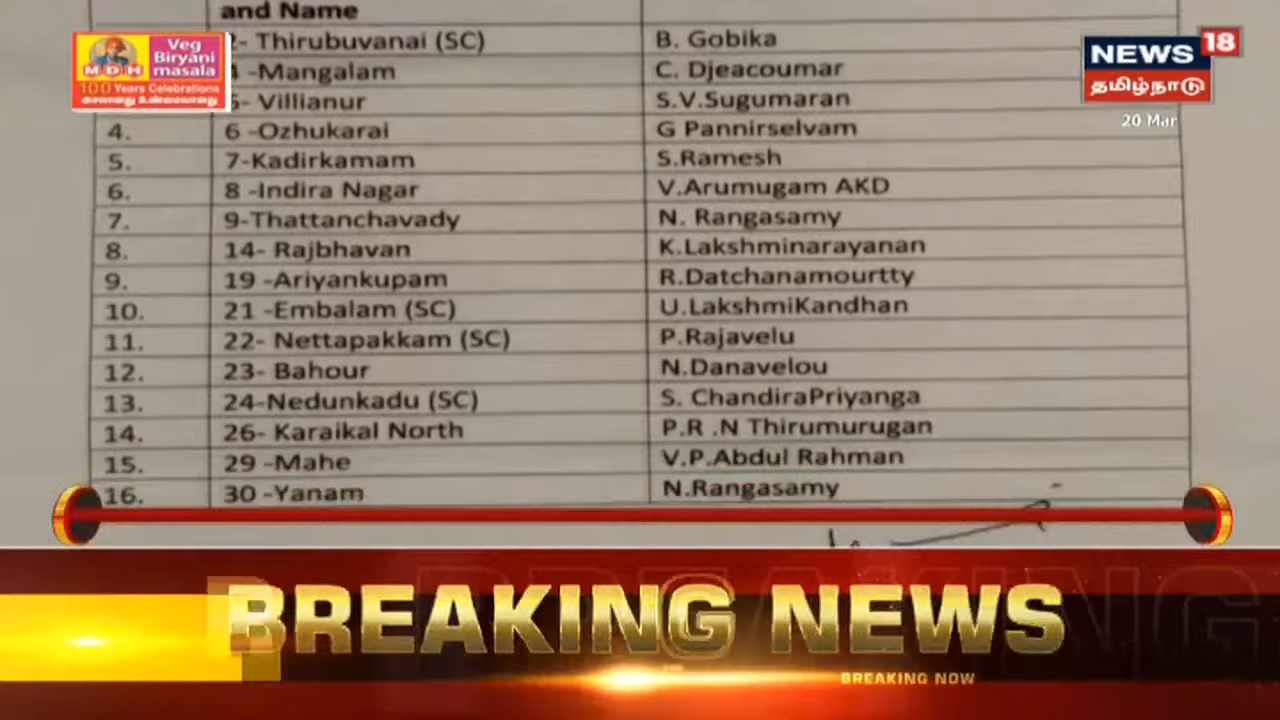 and Name
- Thirubuvanai (SC) B. Gobika
-Mangalam C. Djeacoumar
- Villianur S.V.Sugumaran
4. 6 -Ozhukarai G Pannirselvam
5. 7-Kadirkamam S.Ramesh
6. 8 -Indira Nagar V.Arumugam AKD
7. 9-Thattanchavady N. Rangasamy
8. 14- Rajbhavan K.Lakshminarayanan
9. 19 -Ariyankupam R.Datchanamourtty
10. 21 -Embalam (SC) U.LakshmiKandhan
11. 22- Nettapakkam (SC) P.Rajavelu
12. 23- Bahour N.Danavelou
13. 24-Nedunkadu (SC) S. ChandiraPriyanga
14. 26- Karaikal North P.R .N Thirumurugan
15. 29 -Mahe V.P.Abdul Rahman
16. 30 -Yanam N.Rangasamy
MDH
Veg
Biryani
masala
100 Years Celebrations
அசலானது உண்மையானது
NEWS 18
தமிழ்நாடு
20 Mar
BREAKING NEWS
BREAKING NOW